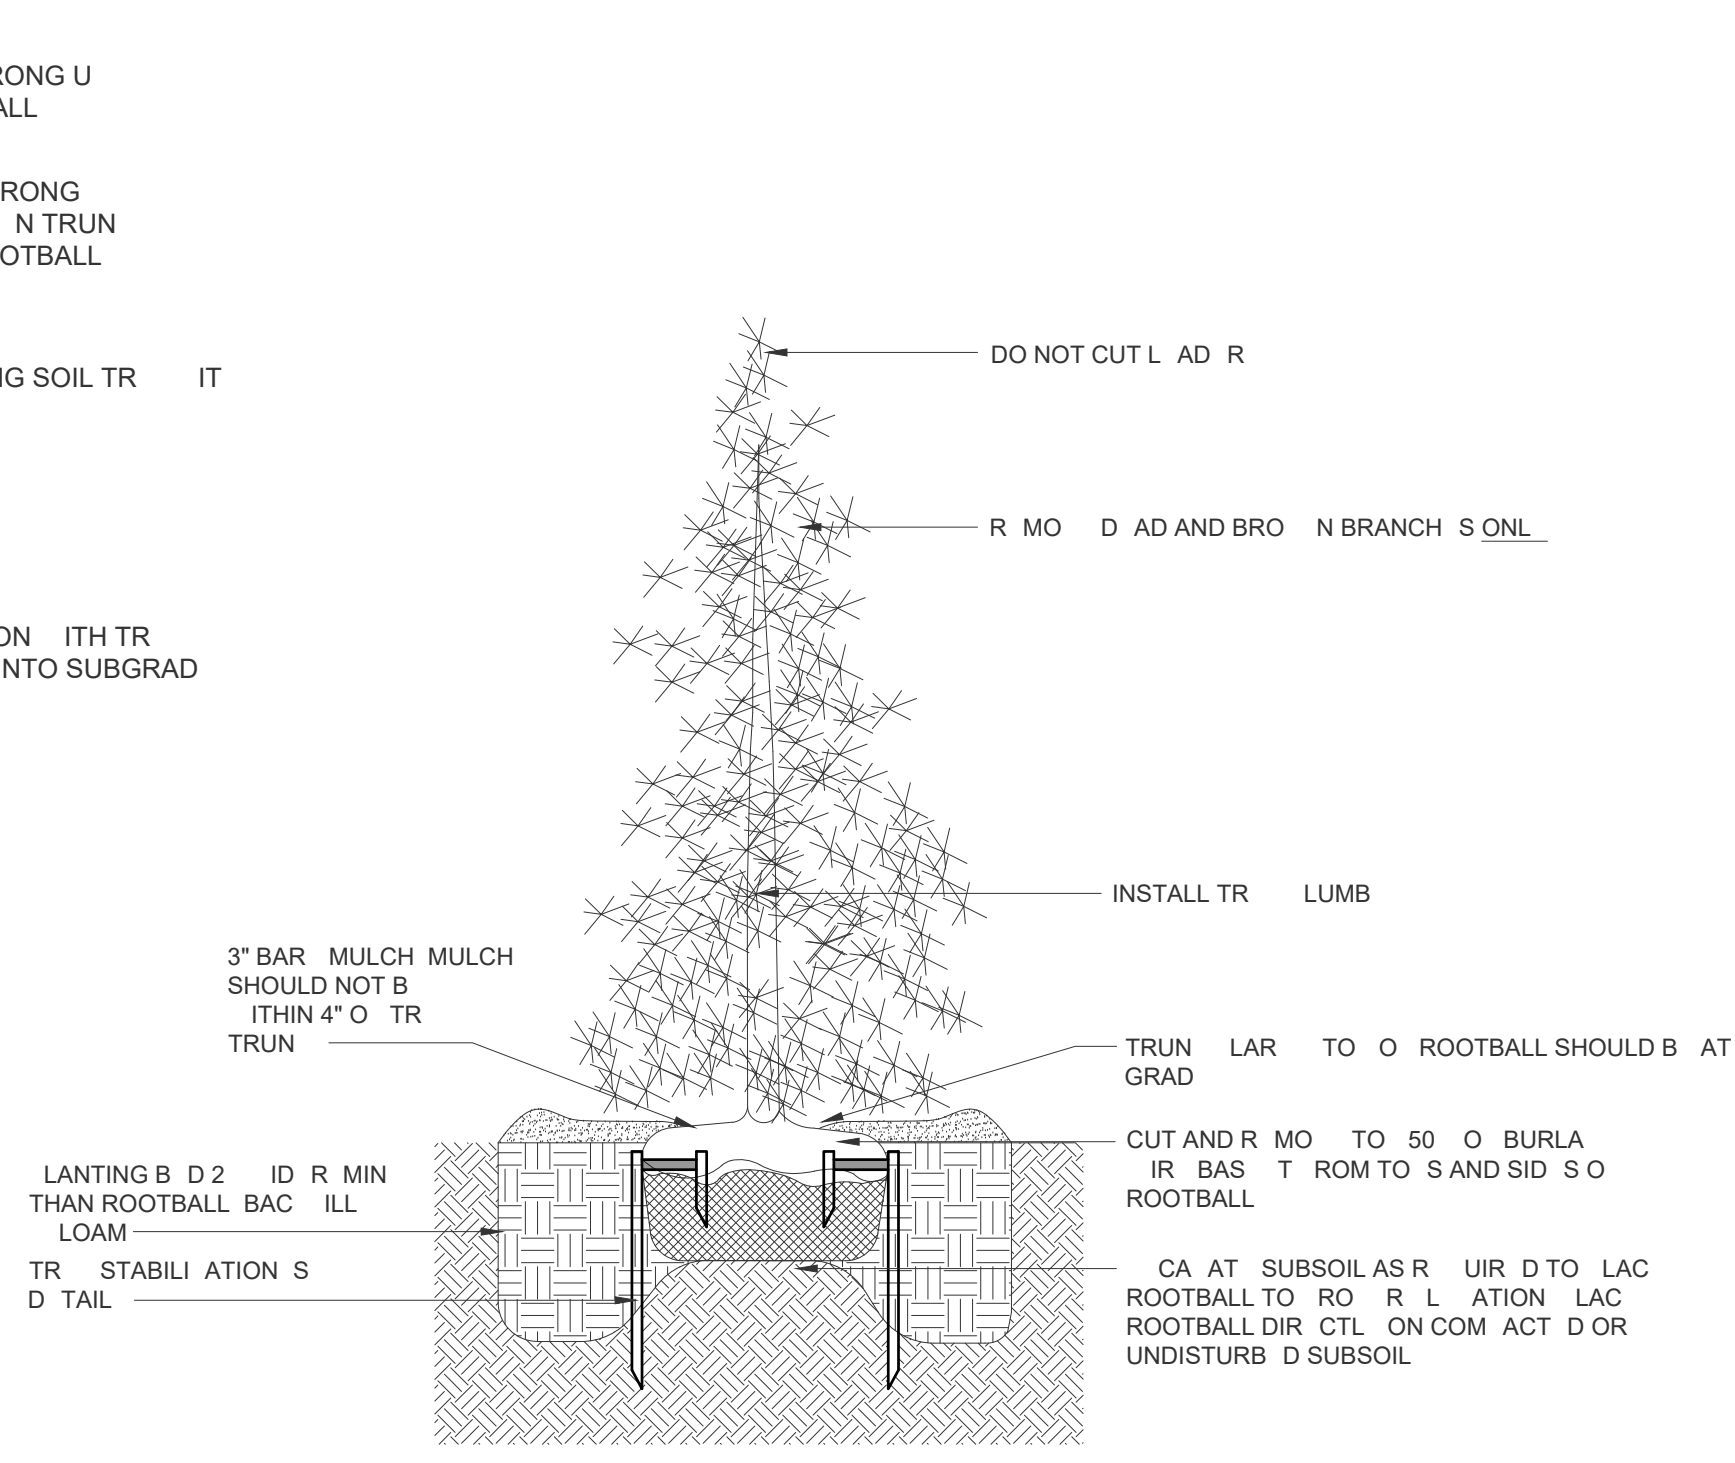 RONG U
ALL
RONG
N TRUN
OTBALL
NG SOIL TR IT
ON ITH TR
NTO SUBGRAD
DO NOT CUT L AD R
R MO D AD AND BRO N BRANCH S ONL
INSTALL TR LUMB
3" BAR MULCH MULCH
SHOULD NOT B
ITHIN 4" O TR
TRUN
TRUN LAR TO O ROOTBALL SHOULD B AT
GRAD
CUT AND R MO TO 50 O BURLA
IR BAS T ROM TO S AND SID S O
ROOTBALL
LANTING B D 2 ID R MIN
THAN ROOTBALL BAC ILL
LOAM
TR STABILI ATION S
D TAIL
CA AT SUBSOIL AS R UIR D TO LAC
ROOTBALL TO RO R L ATION LAC
ROOTBALL DIR CTL ON COM ACT D OR
UNDISTURB D SUBSOIL